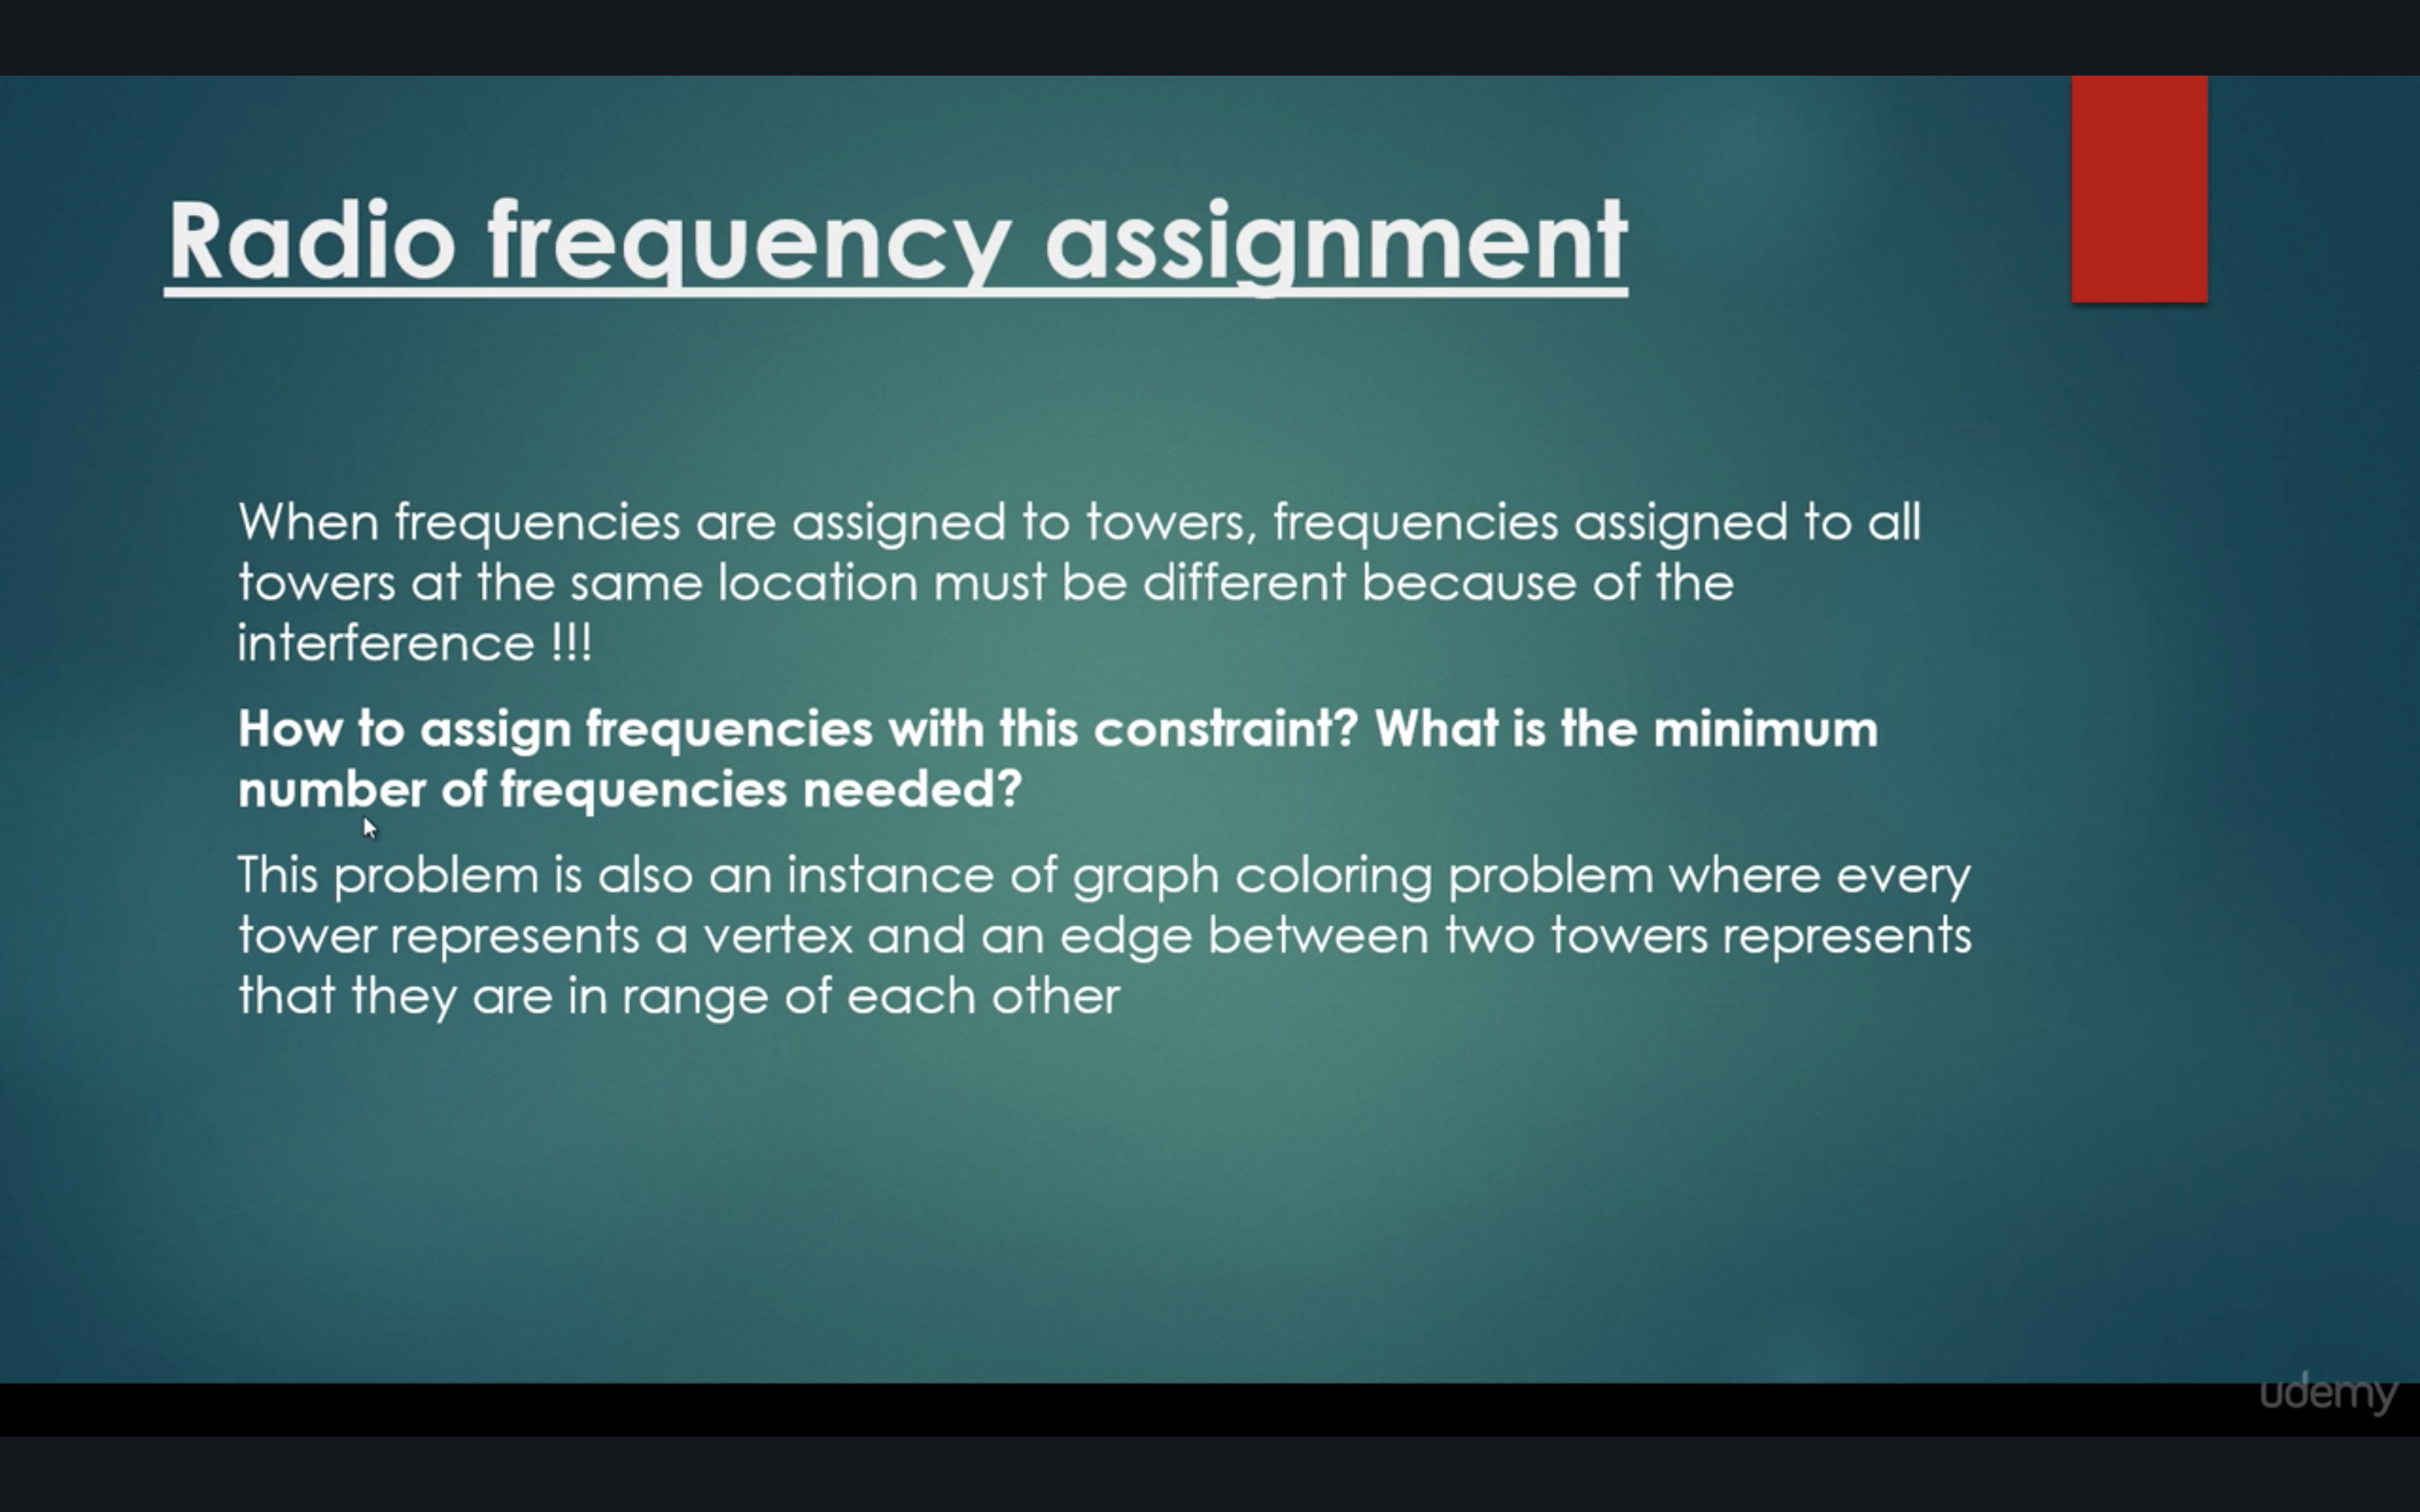 Radio frequency assignment
When frequencies are assigned to towers, frequencies assigned to all
towers at the same location must be different because of the
interference !!!
How to assign frequencies with this constraint? What is the minimum
number of frequencies needed?
This problem is also an instance of graph coloring problem where every
tower represents a vertex and an edge between two towers represents
that they are in range of each other
udemy